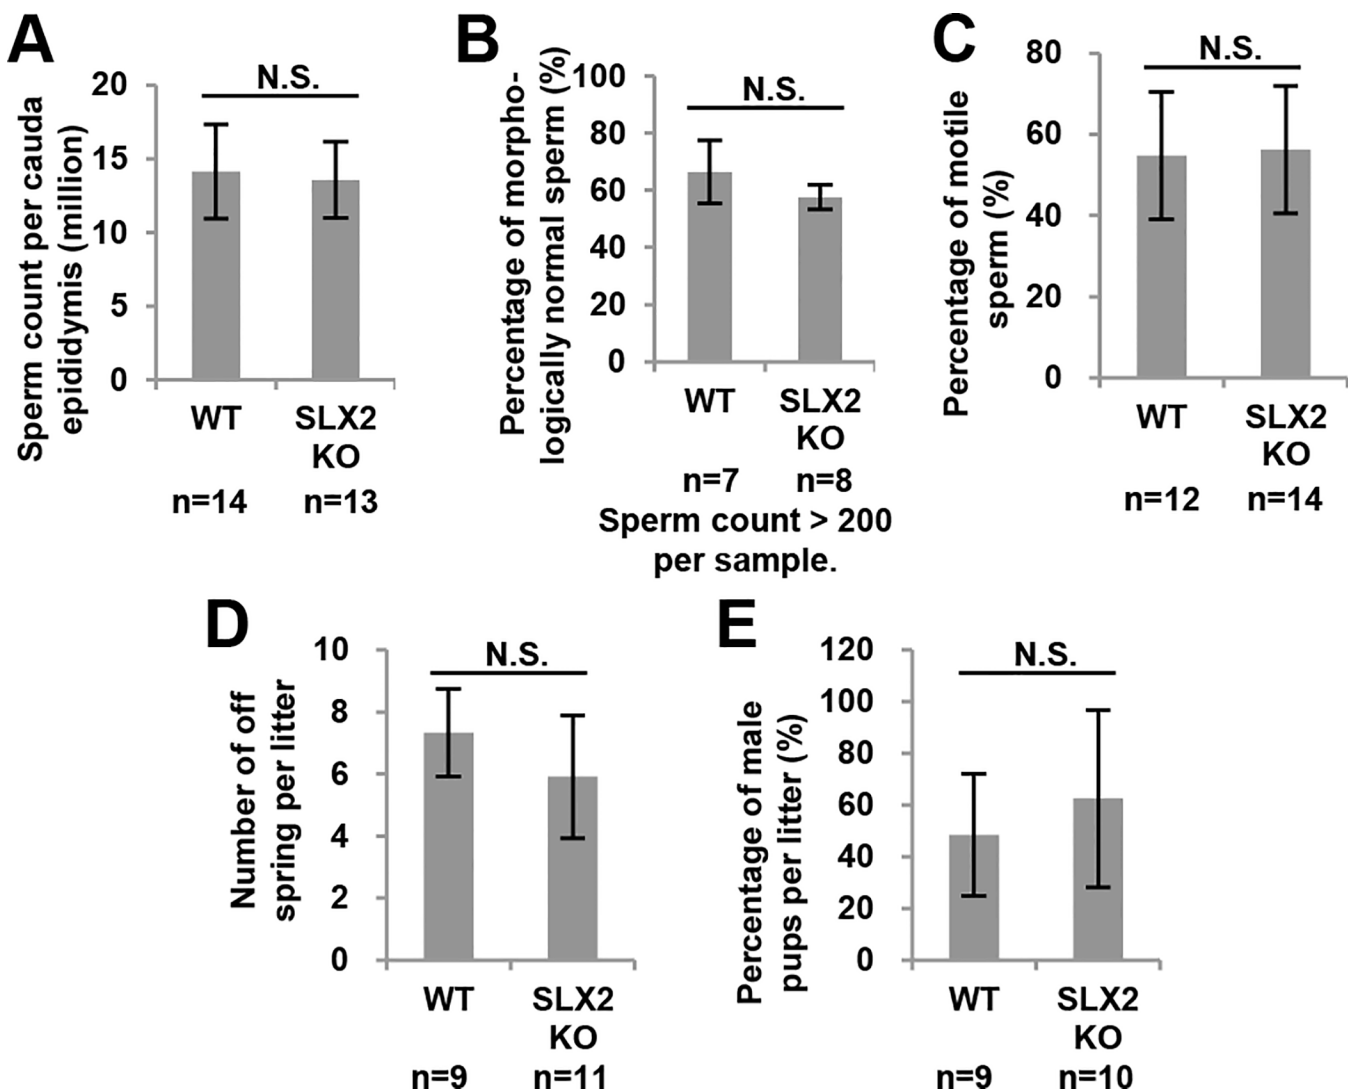 A
Sperm count per cauda
epididymis (million)
20
15
10
5
0
N.S.
WT
SLX2
KO
n=14
n=13
B
Percentage of morpho-
logically normal sperm (%)
100
80
60
40
20
0
N.S.
WT
SLX2
KO
n=7
n=8
Sperm count > 200
per sample.
C
Percentage of motile
sperm (%)
80
60
40
20
0
N.S.
WT
SLX2
KO
n=12
n=14
D
Number of off
spring per litter
10
8
6
4
2
0
N.S.
WT
SLX2
KO
n=9
n=11
E
Percentage of male
pups per litter (%)
120
100
80
60
40
20
0
N.S.
WT
SLX2
KO
n=9
n=10